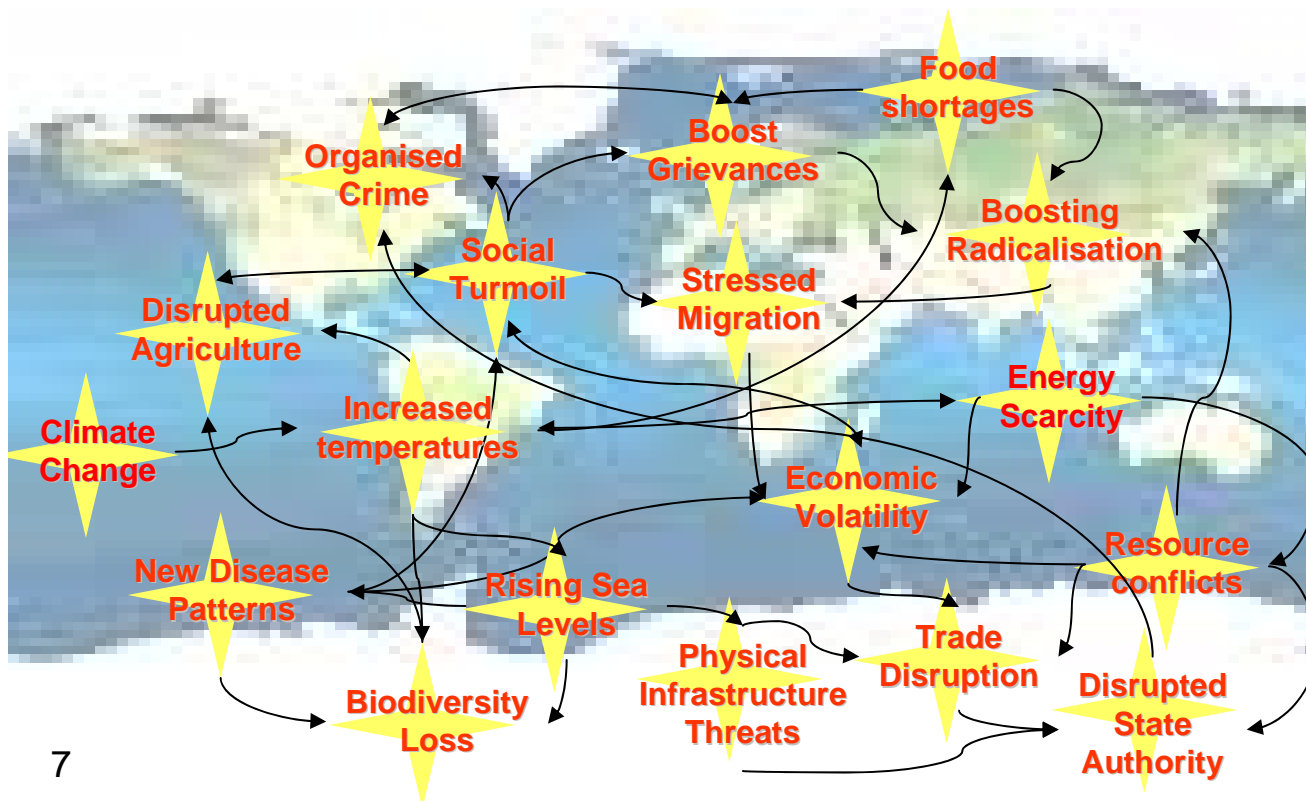 Food
shortages
Boost
Grievances
Organised
Crime
Boosting
Radicalisation
Social
Turmoil
Stressed
Migration
Disrupted
Agriculture
Energy
Scarcity
Increased
temperatures
Climate
Change
Economic
Volatility
Resource
conflicts
New Disease
Patterns
Rising Sea
Levels
Trade
Disruption
Physical
Infrastructure
Threats
Disrupted
State
Authority
Biodiversity
Loss
7